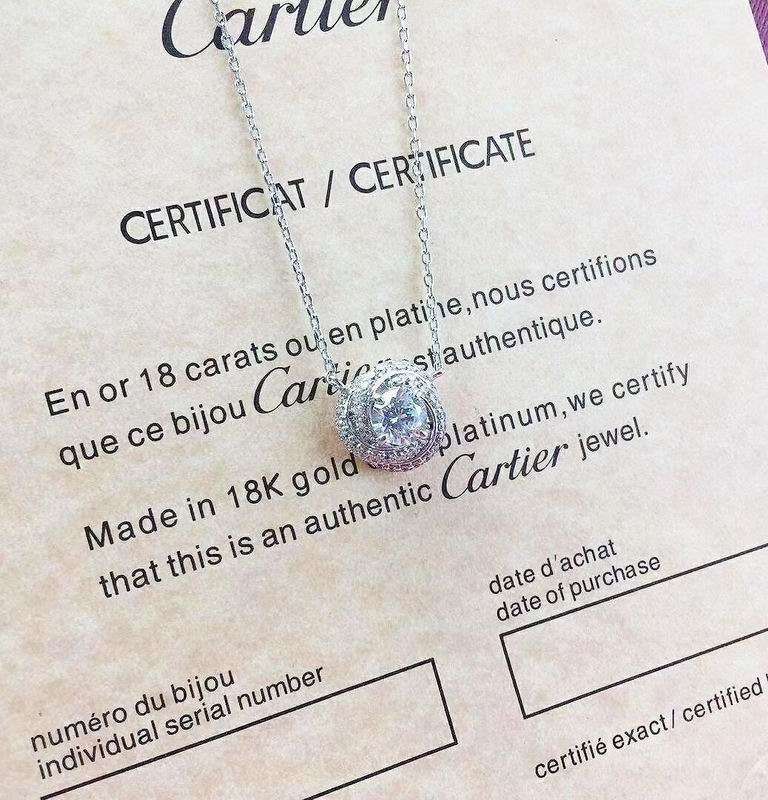 Cartier
CERTIFICAT / CERTIFICATE
En or 18 carats ou en platine,nous certifions
que ce bijou Cartier est authentique.
Made in 18K gold platinum,we certify
that this is an authentic Cartier jewel.
date d'achat
date of purchase
numéro du bijou
individual serial number
certifié exact / certified